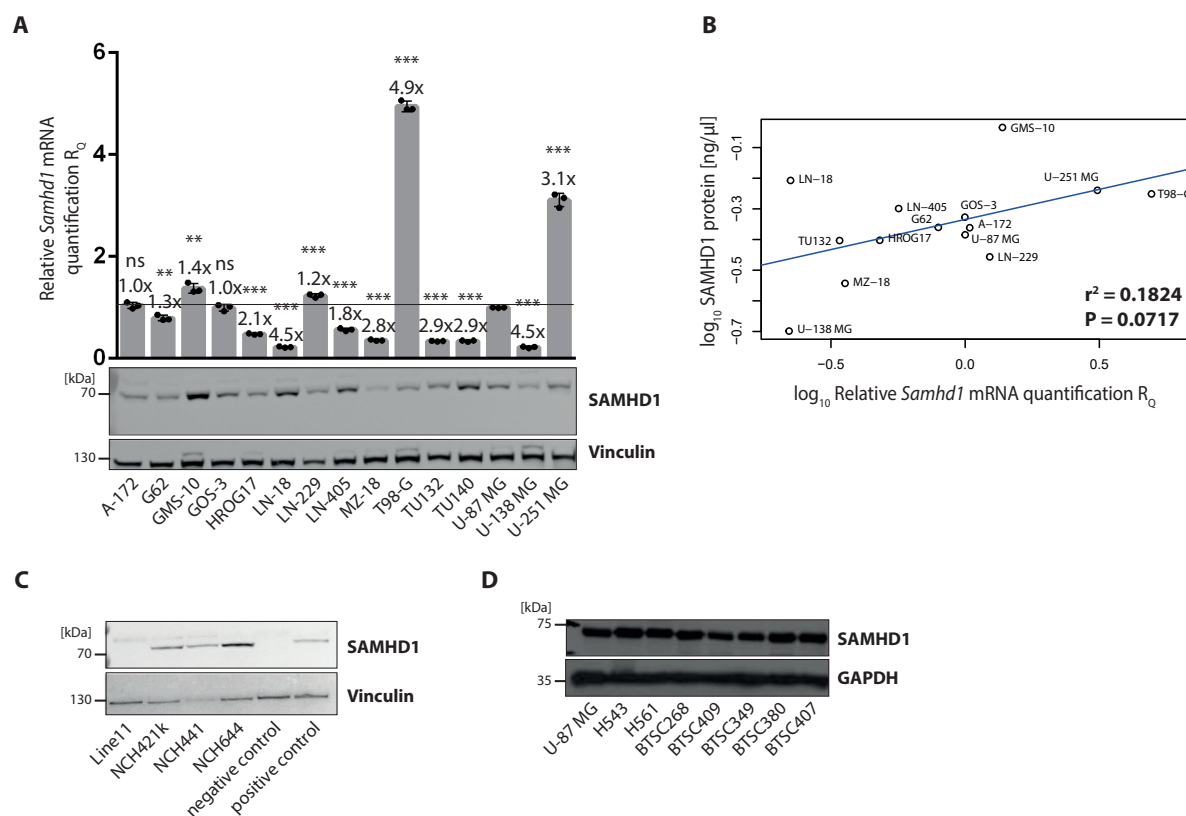 A
Relative Samhd1 mRNA
quantification R_Q
6
4
2
0
ns
1.0x
**
1.3x
**
1.4x
ns
1.0x
***
2.1x
***
4.5x
***
1.2x
***
1.8x
***
2.8x
***
4.9x
***
2.9x
***
2.9x
***
4.5x
***
3.1x
[kDa]
70
SAMHD1
130
Vinculin
A-172
G62
GMS-10
GOS-3
HROG17
LN-18
LN-229
LN-405
MZ-18
T98-G
TU132
TU140
U-87 MG
U-138 MG
U-251 MG
B
log10 SAMHD1 protein [ng/µl]
−0.1
−0.3
−0.5
−0.7
GMS−10
LN−18
U−251 MG
T98−G
LN−405
GOS−3
G62
A−172
TU132
HROG17
U−87 MG
LN−229
MZ−18
U−138 MG
r² = 0.1824
P = 0.0717
−0.5
0.0
0.5
log10 Relative Samhd1 mRNA quantification R_Q
C
[kDa]
70
SAMHD1
130
Vinculin
Line11
NCH421k
NCH441
NCH644
negative control
positive control
D
[kDa]
75
SAMHD1
35
GAPDH
U-87 MG
H543
H561
BTSC268
BTSC409
BTSC349
BTSC380
BTSC407